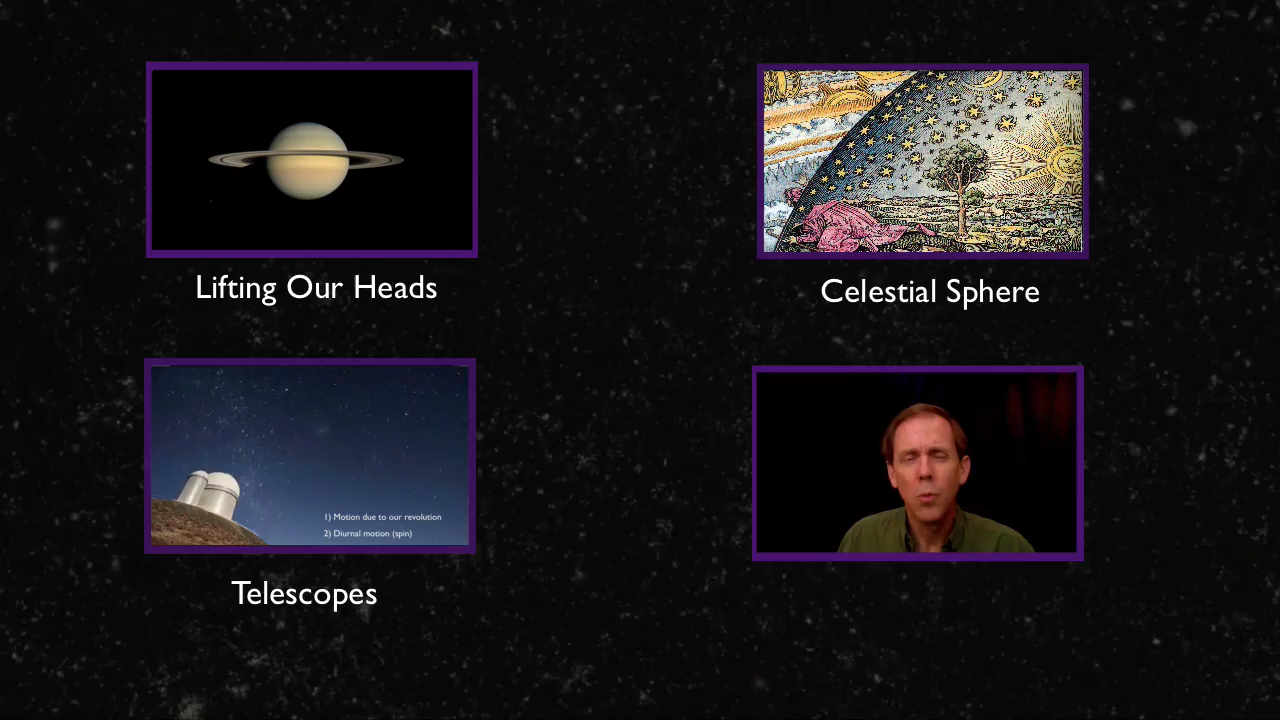 Lifting Our Heads
Celestial Sphere
1) Motion due to our revolution
2) Diurnal motion (spin)
Telescopes